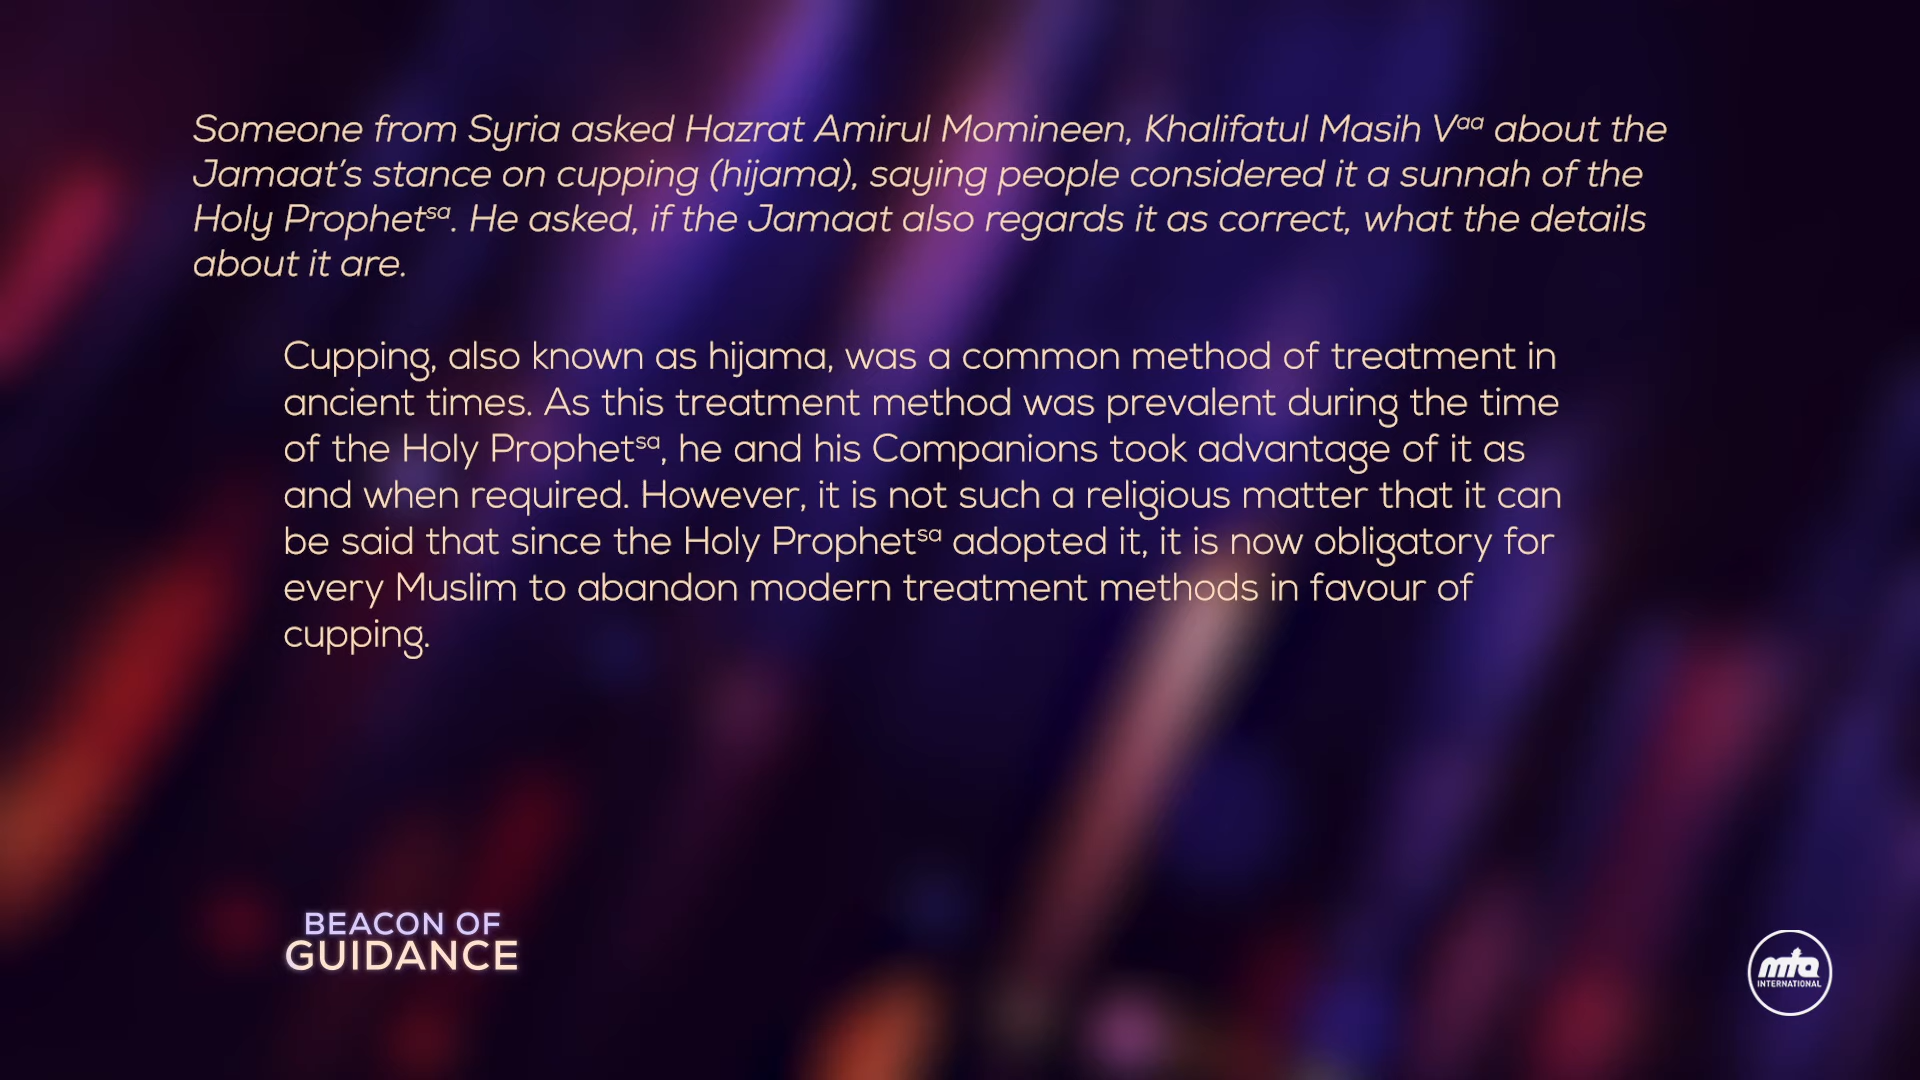 Someone from Syria asked Hazrat Amirul Momineen, Khalifatul Masih Vaa about the
Jamaat’s stance on cupping (hijama), saying people considered it a sunnah of the
Holy Prophetsa. He asked, if the Jamaat also regards it as correct, what the details
about it are.
Cupping, also known as hijama, was a common method of treatment in
ancient times. As this treatment method was prevalent during the time
of the Holy Prophetsa, he and his Companions took advantage of it as
and when required. However, it is not such a religious matter that it can
be said that since the Holy Prophetsa adopted it, it is now obligatory for
every Muslim to abandon modern treatment methods in favour of
cupping.
BEACON OF
GUIDANCE
mta
INTERNATIONAL